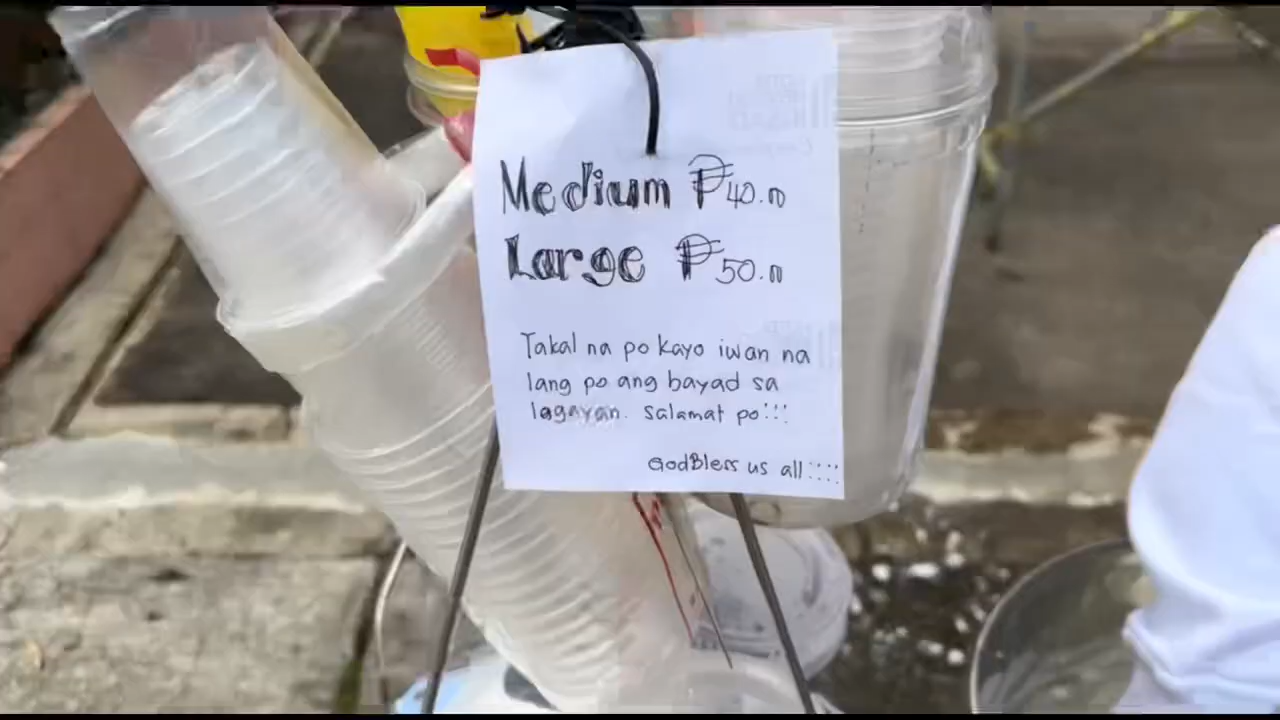 Medium ₱40.00
Large ₱50.00
Takal na po kayo iwan na
lang po ang bayad sa
lagayan. Salamat po!!!
GodBless us all